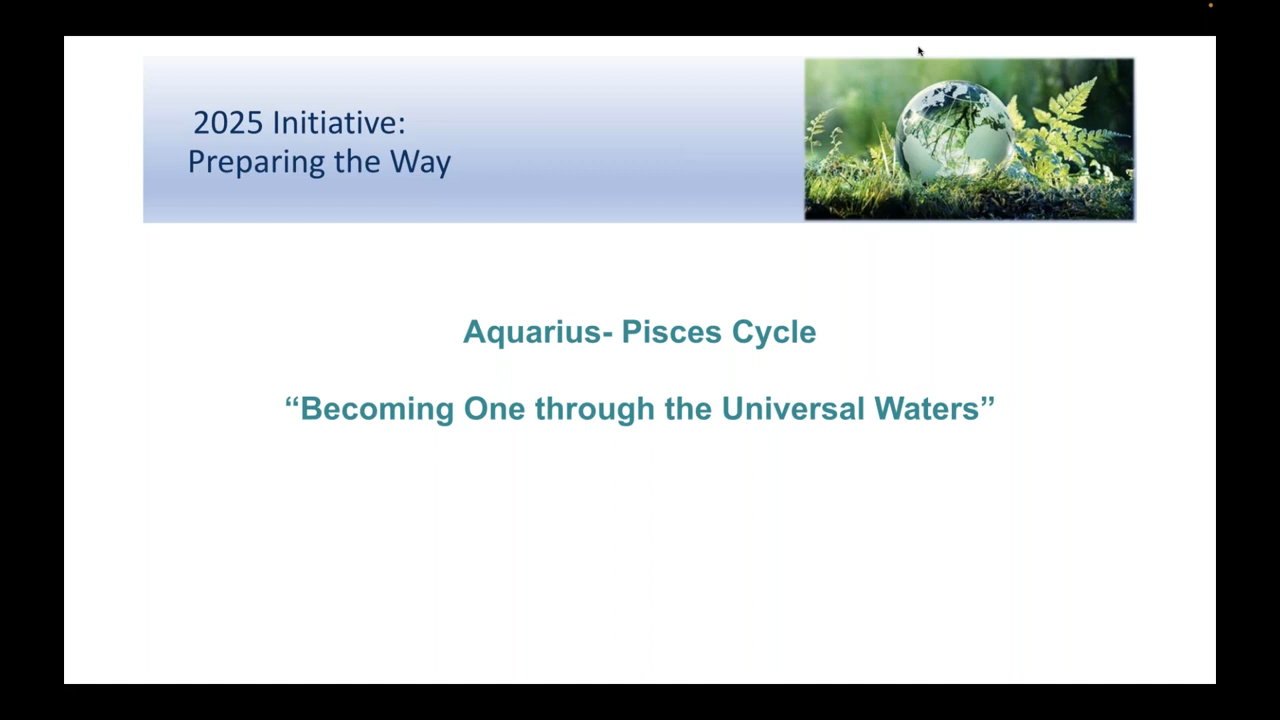 2025 Initiative:
Preparing the Way
Aquarius- Pisces Cycle
“Becoming One through the Universal Waters”